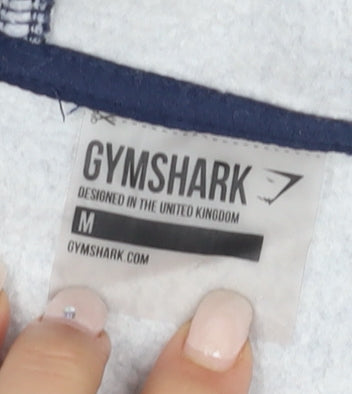 GYMSHARK
DESIGNED IN THE UNITED KINGDOM
M
GYMSHARK.COM